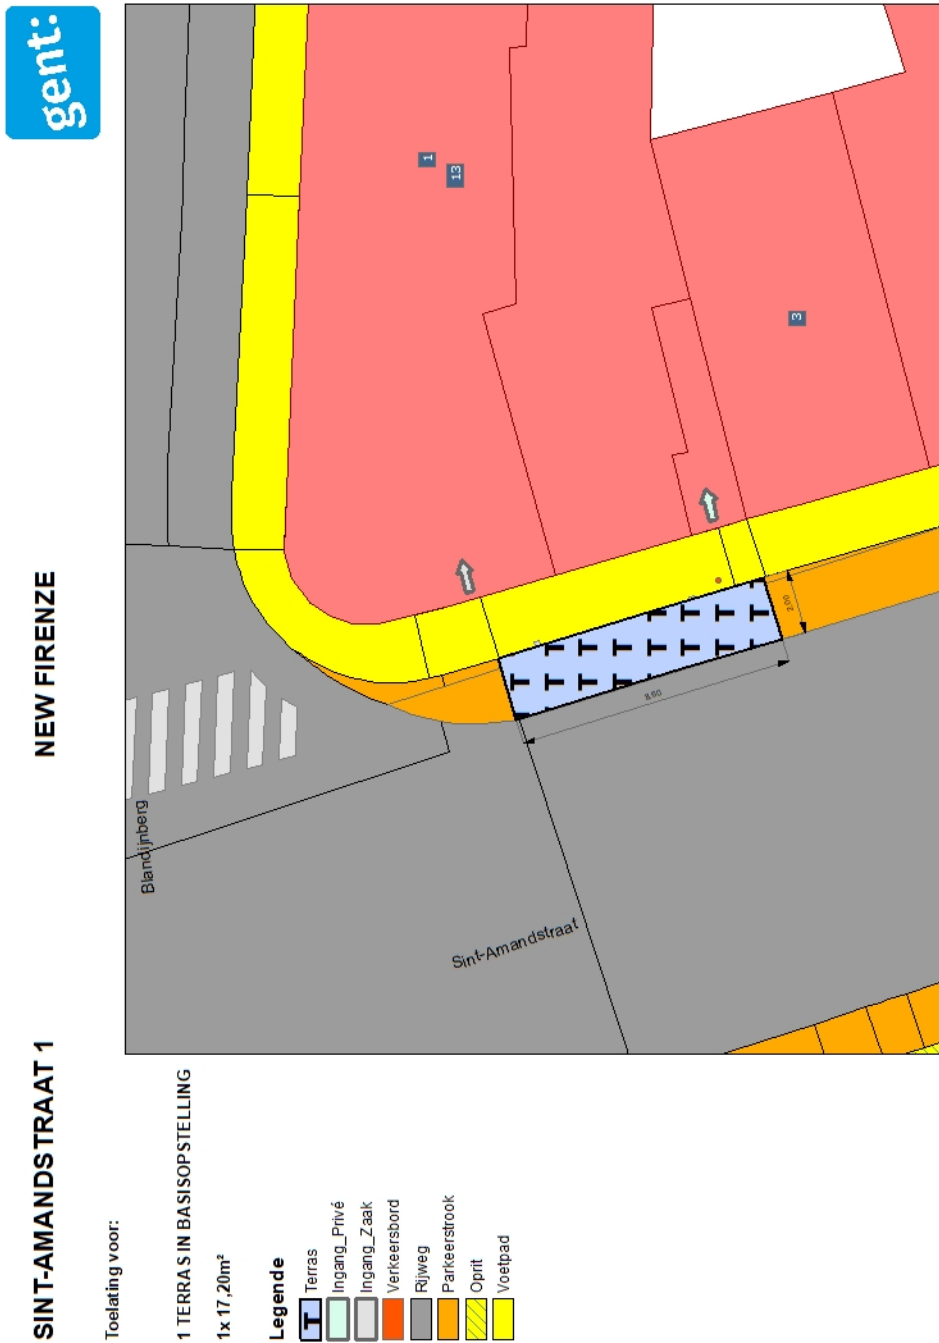 SINT-AMANDSTRAAT 1
NEW FIRENZE
gent:
Toelating voor:
1 TERRAS IN BASISOPSTELLING
1x 17,20m²
Legende
T Terras
Ingang_Privé
Ingang_Zaak
Verkeersbord
Rijweg
Parkeerstrook
Oprit
Voetpad
Blandijnberg
Sint-Amandstraat
1
13
3
8.60
2.00